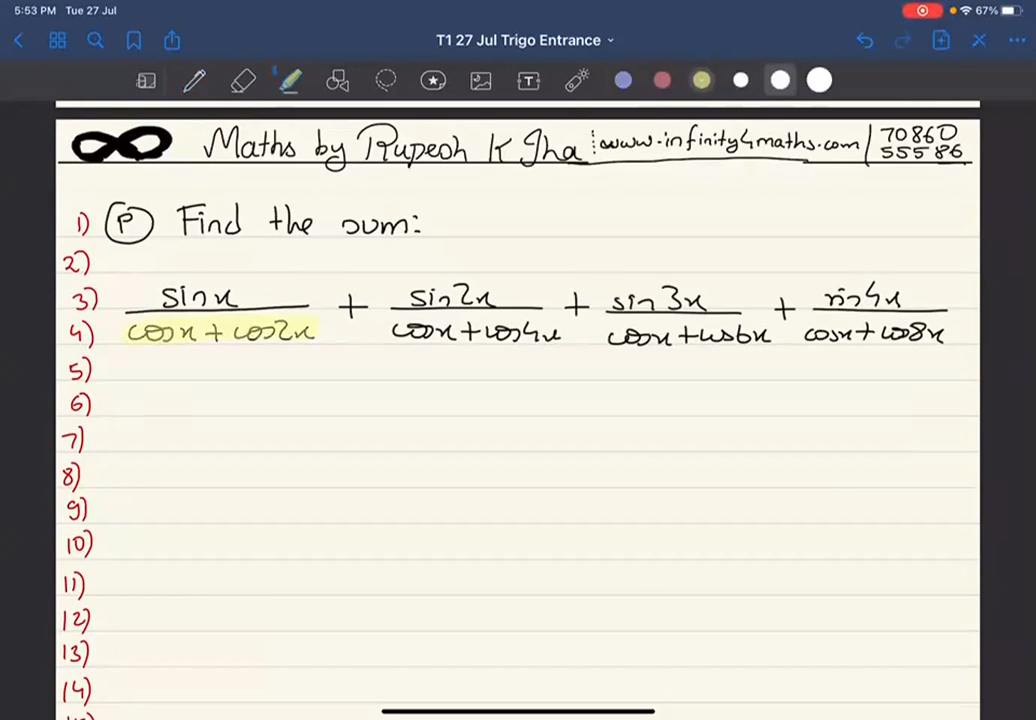 5:53 PM Tue 27 Jul
67%
T1 27 Jul Trigo Entrance
T
Maths by Rupesh K Jha www.infinity4maths.com 70860 55586
1) P Find the sum:
2)
3) sinx + sin2x + sin3x + sin4x
4) cosx + cos2x cosx + cos4x cosx + cos6x cosx + cos8x
5)
6)
7)
8)
9)
10)
11)
12)
13)
14)